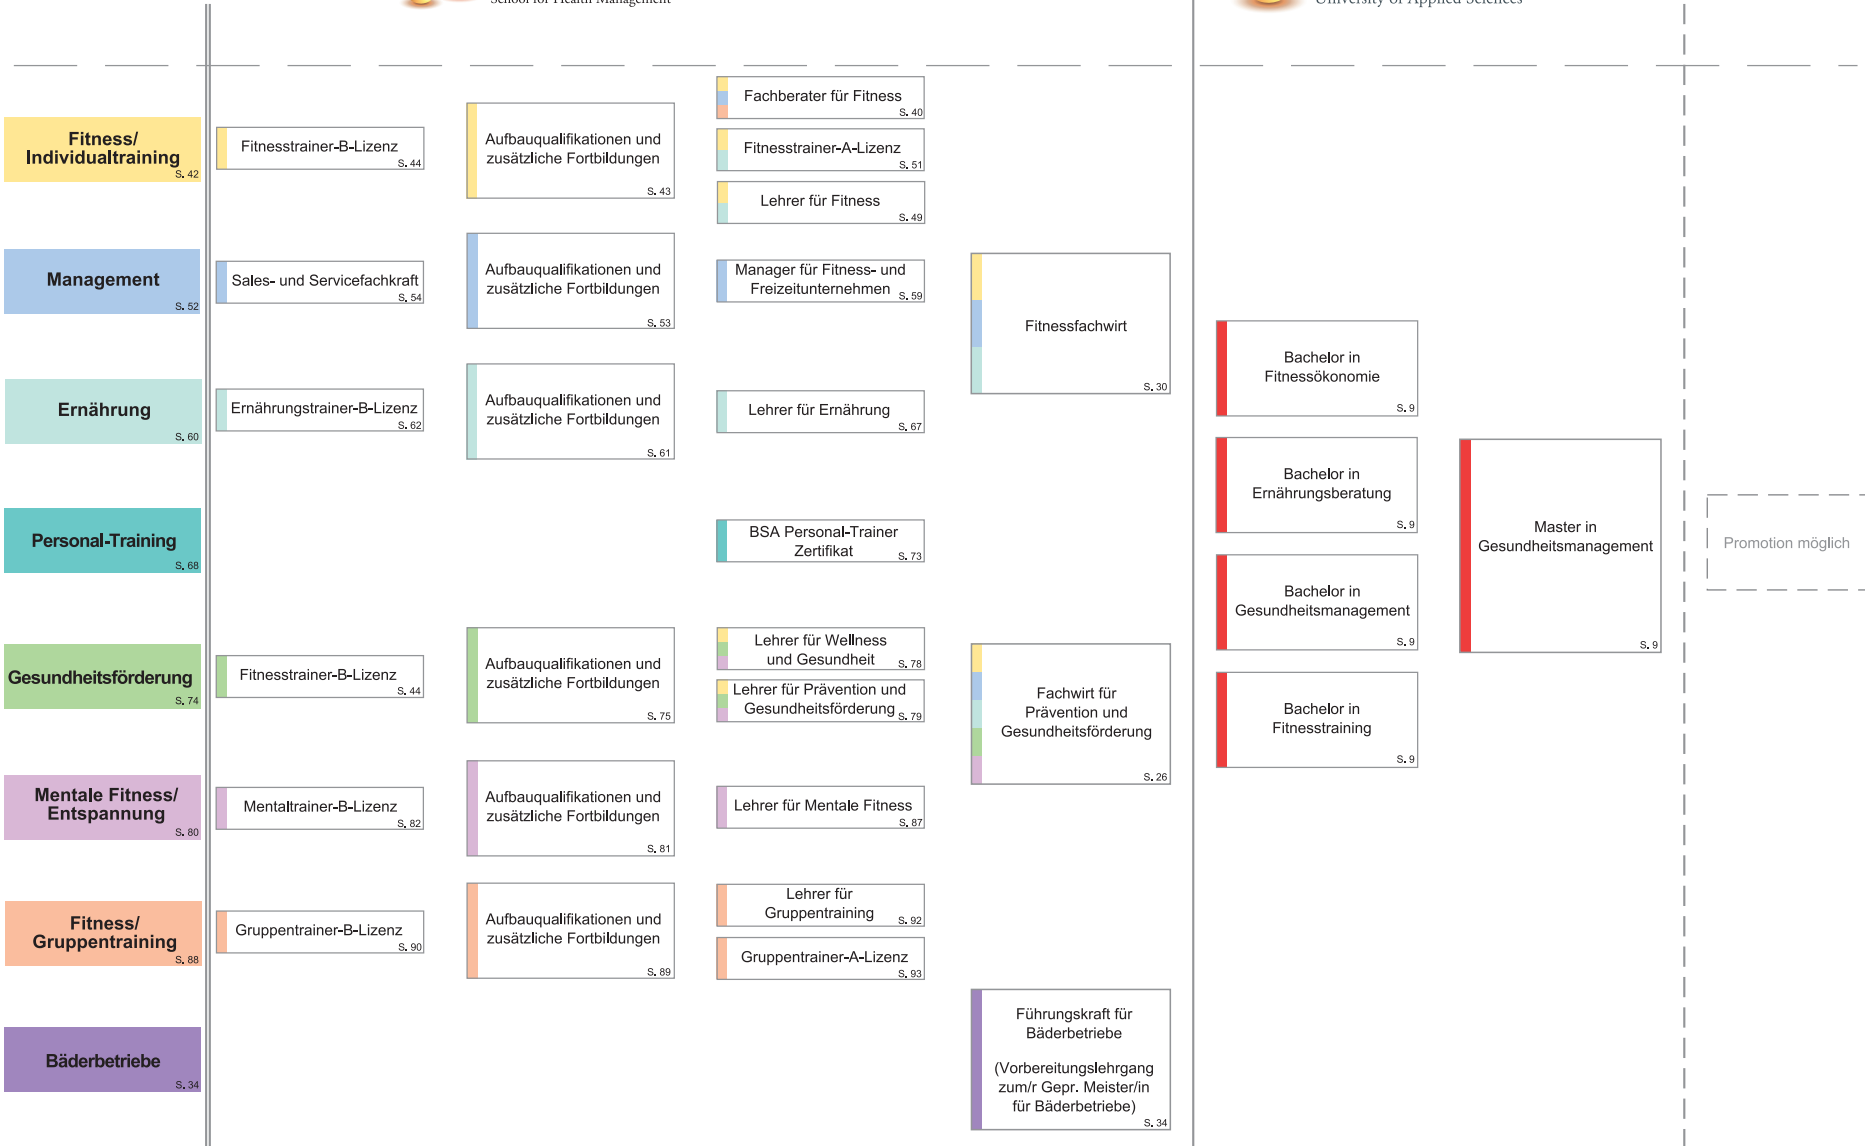 School for Health Management
University of Applied Sciences
Fitness/
Individualtraining
S. 42
Fitnesstrainer-B-Lizenz
S. 44
Aufbauqualifikationen und
zusätzliche Fortbildungen
S. 43
Fachberater für Fitness
S. 40
Fitnesstrainer-A-Lizenz
S. 51
Lehrer für Fitness
S. 49
Management
S. 52
Sales- und Servicefachkraft
S. 54
Aufbauqualifikationen und
zusätzliche Fortbildungen
S. 53
Manager für Fitness- und
Freizeitunternehmen
S. 59
Fitnessfachwirt
S. 30
Ernährung
S. 60
Ernährungstrainer-B-Lizenz
S. 62
Aufbauqualifikationen und
zusätzliche Fortbildungen
S. 61
Lehrer für Ernährung
S. 67
Personal-Training
S. 68
BSA Personal-Trainer
Zertifikat
S. 73
Gesundheitsförderung
S. 74
Fitnesstrainer-B-Lizenz
S. 44
Aufbauqualifikationen und
zusätzliche Fortbildungen
S. 75
Lehrer für Wellness
und Gesundheit
S. 78
Lehrer für Prävention und
Gesundheitsförderung
S. 79
Fachwirt für
Prävention und
Gesundheitsförderung
S. 26
Mentale Fitness/
Entspannung
S. 80
Mentaltrainer-B-Lizenz
S. 82
Aufbauqualifikationen und
zusätzliche Fortbildungen
S. 81
Lehrer für Mentale Fitness
S. 87
Fitness/
Gruppentraining
S. 88
Gruppentrainer-B-Lizenz
S. 90
Aufbauqualifikationen und
zusätzliche Fortbildungen
S. 89
Lehrer für
Gruppentraining
S. 92
Gruppentrainer-A-Lizenz
S. 93
Bäderbetriebe
S. 34
Führungskraft für
Bäderbetriebe
(Vorbereitungslehrgang
zum/r Gepr. Meister/in
für Bäderbetriebe)
S. 34
Bachelor in
Fitnessökonomie
S. 9
Bachelor in
Ernährungsberatung
S. 9
Bachelor in
Gesundheitsmanagement
S. 9
Bachelor in
Fitnesstraining
S. 9
Master in
Gesundheitsmanagement
S. 9
Promotion möglich